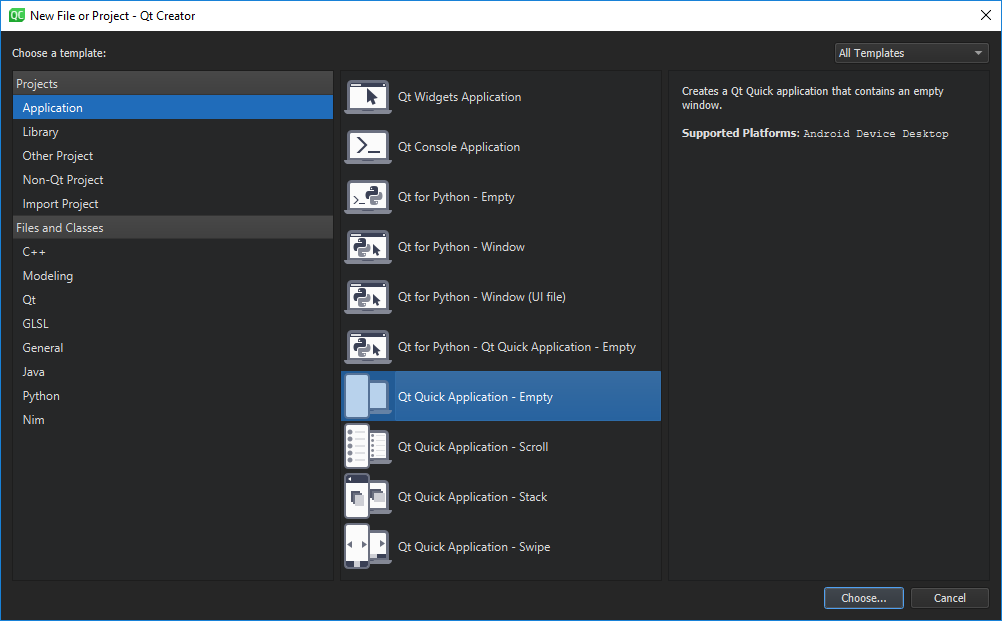 QC New File or Project - Qt Creator
Choose a template:
All Templates
Projects
Application
Library
Other Project
Non-Qt Project
Import Project
Files and Classes
C++
Modeling
Qt
GLSL
General
Java
Python
Nim
Qt Widgets Application
Qt Console Application
Qt for Python - Empty
Qt for Python - Window
Qt for Python - Window (UI file)
Qt for Python - Qt Quick Application - Empty
Qt Quick Application - Empty
Qt Quick Application - Scroll
Qt Quick Application - Stack
Qt Quick Application - Swipe
Creates a Qt Quick application that contains an empty
window.
Supported Platforms: Android Device Desktop
Choose...
Cancel